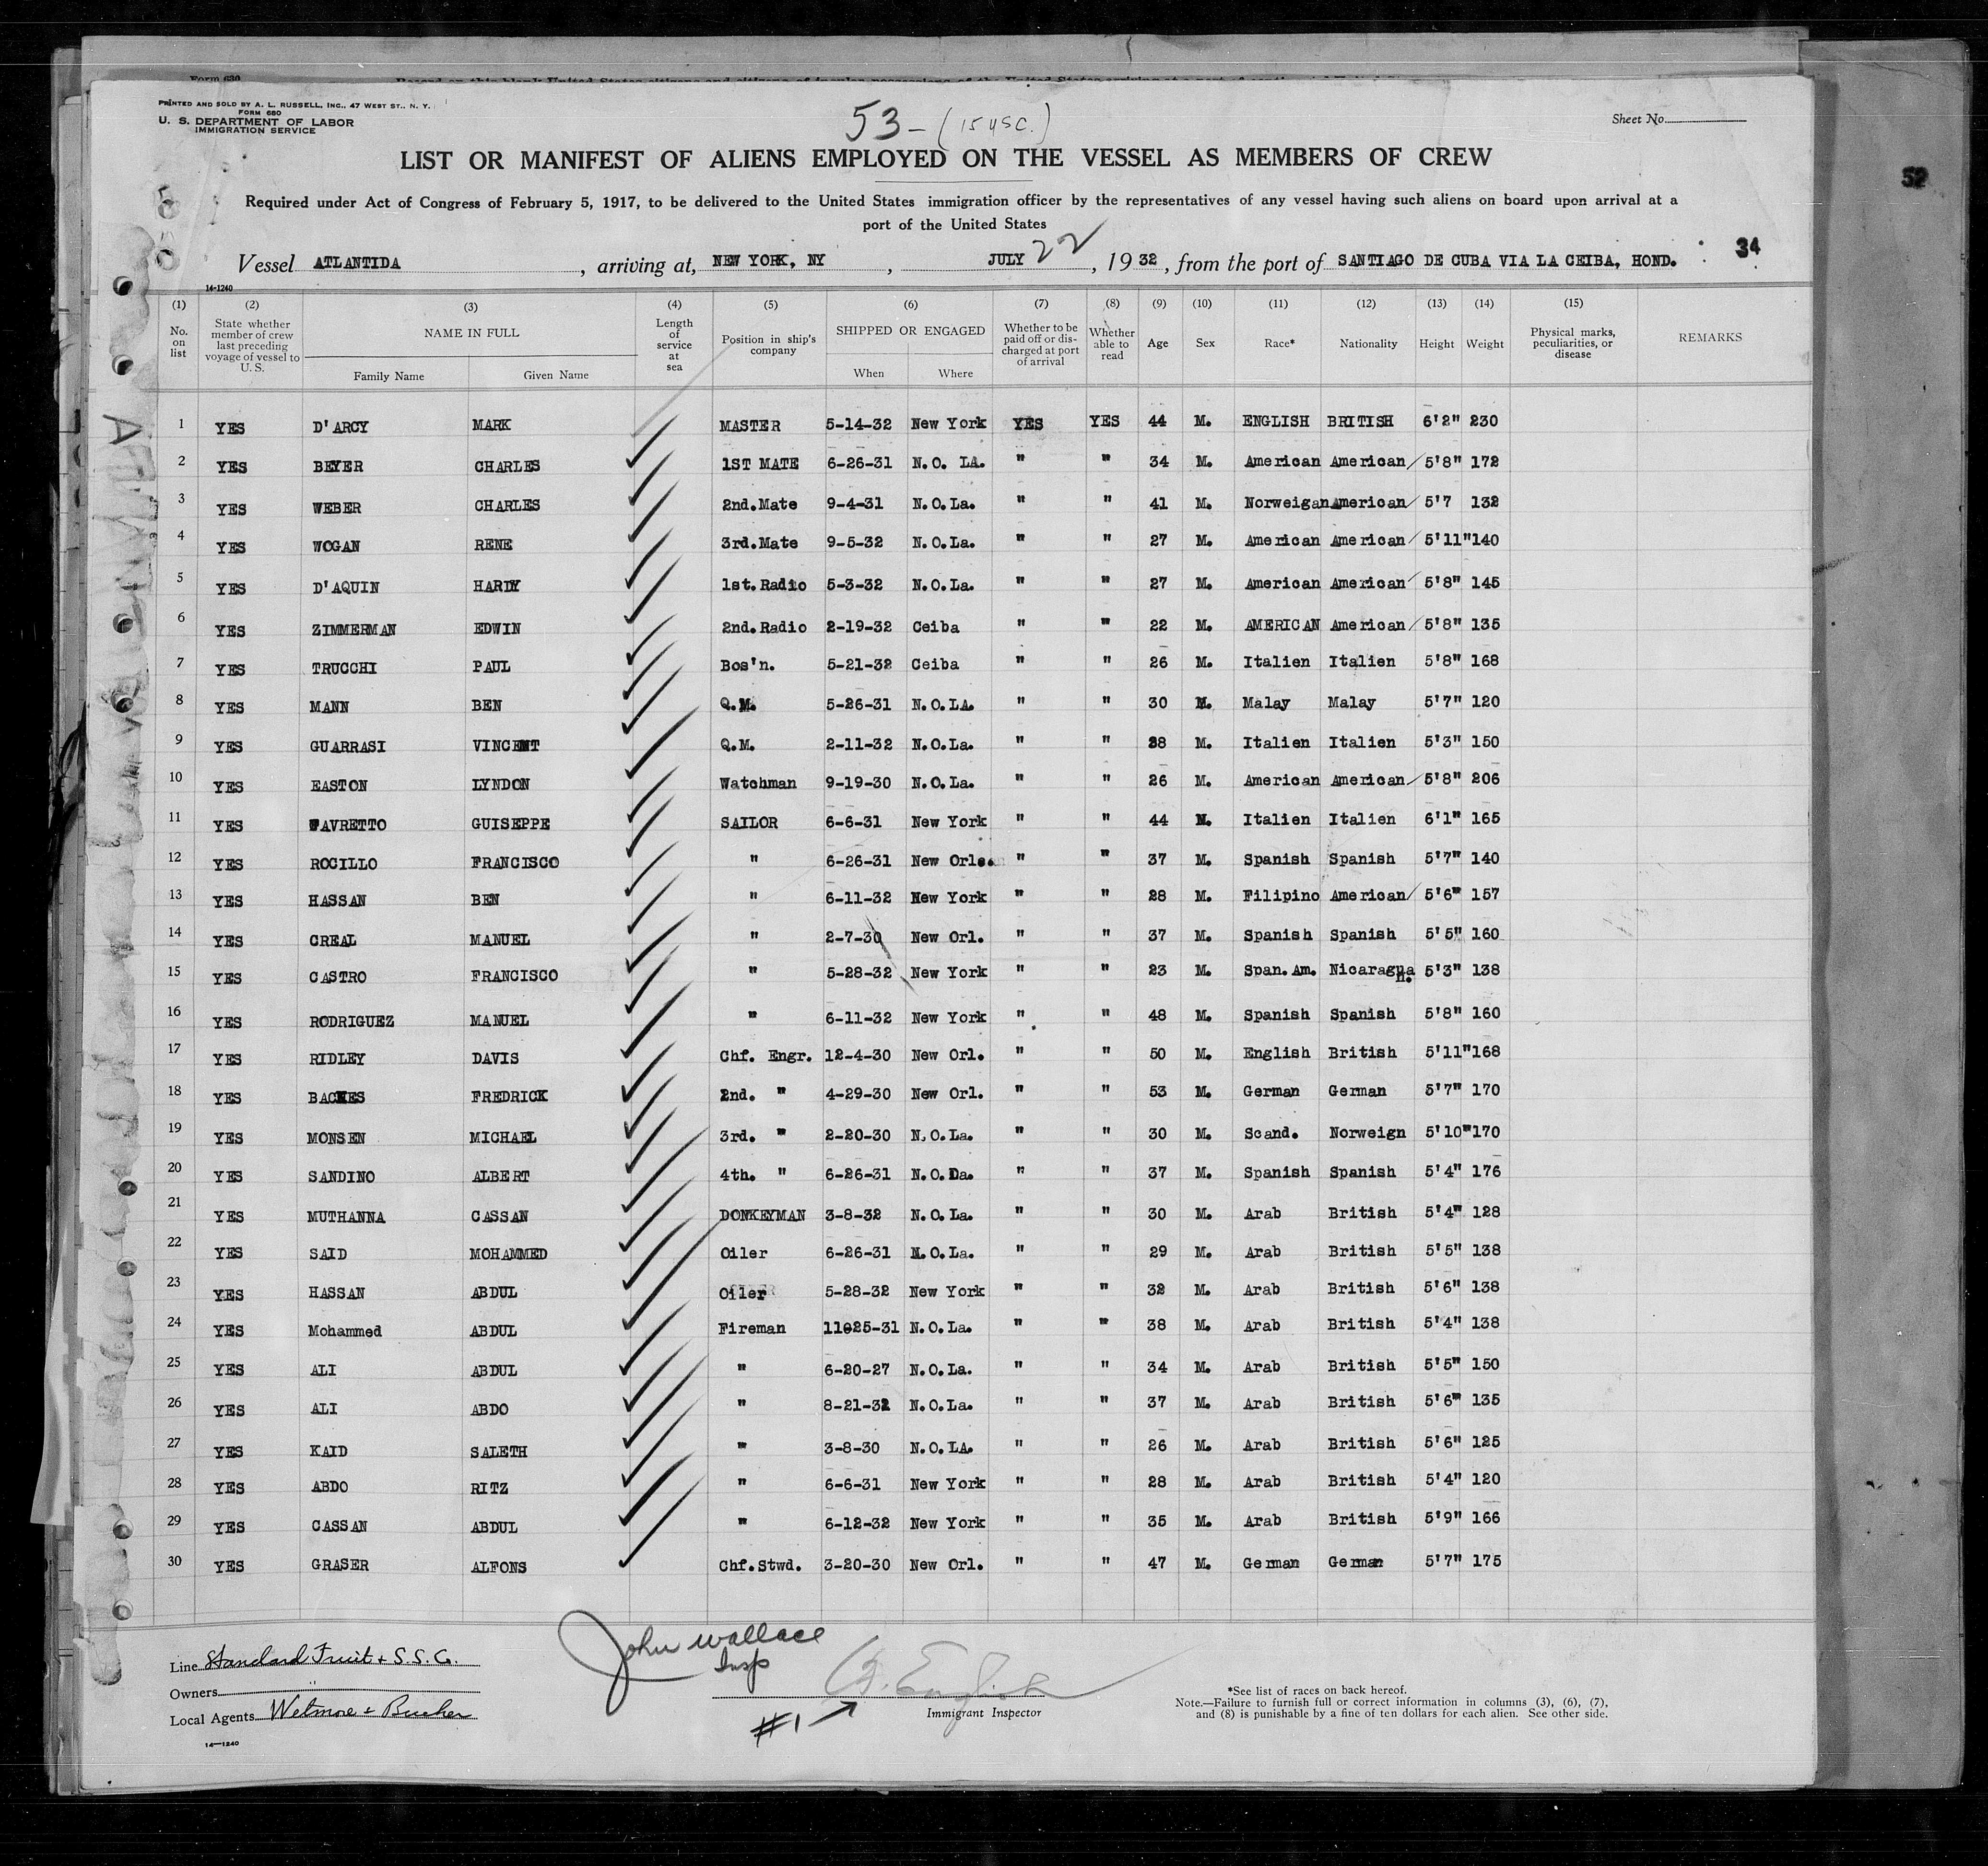 Form 680
PRINTED AND SOLD BY A. L. RUSSELL, INC., 47 WEST ST., N. Y.
FORM 680
U. S. DEPARTMENT OF LABOR
IMMIGRATION SERVICE
53 - (15 USC.)
Sheet No.
LIST OR MANIFEST OF ALIENS EMPLOYED ON THE VESSEL AS MEMBERS OF CREW
52
Required under Act of Congress of February 5, 1917, to be delivered to the United States immigration officer by the representatives of any vessel having such aliens on board upon arrival at a
port of the United States
Vessel ATLANTIDA, arriving at, NEW YORK, NY, JULY 22, 1932, from the port of SANTIAGO DE CUBA VIA LA CEIBA, HOND. 34
14-1240
(1) (2) (3) (4) (5) (6) (7) (8) (9) (10) (11) (12) (13) (14) (15)
No. on list | State whether member of crew last preceding voyage of vessel to U. S. | NAME IN FULL | Length of service at sea | Position in ship's company | SHIPPED OR ENGAGED | Whether to be paid off or discharged at port of arrival | Whether able to read | Age | Sex | Race* | Nationality | Height | Weight | Physical marks, peculiarities, or disease | REMARKS
Family Name | Given Name | When | Where
1 YES D'ARCY MARK MASTER 5-14-32 New York YES YES 44 M. ENGLISH BRITISH 6'2" 230
2 YES BEYER CHARLES 1ST MATE 6-26-31 N.O. LA. " " 34 M. American American 5'8" 172
3 YES WEBER CHARLES 2nd.Mate 9-4-31 N.O.La. " " 41 M. Norweigan American 5'7 132
4 YES WOGAN RENE 3rd.Mate 9-5-32 N.O.La. " " 27 M. American American 5'11" 140
5 YES D'AQUIN HARDY 1st.Radio 5-3-32 N.O.La. " " 27 M. American American 5'8" 145
6 YES ZIMMERMAN EDWIN 2nd.Radio 2-19-32 Ceiba " " 22 M. AMERICAN American 5'8" 135
7 YES TRUCCHI PAUL Bos'n. 5-21-32 Ceiba " " 26 M. Italien Italien 5'8" 168
8 YES MANN BEN Q.M. 5-26-31 N.O.LA. " " 30 M. Malay Malay 5'7" 120
9 YES GUARRASI VINCENT Q.M. 2-11-32 N.O.La. " " 38 M. Italien Italien 5'3" 150
10 YES EASTON LYNDON Watchman 9-19-30 N.O.La. " " 26 M. American American 5'8" 206
11 YES FAVRETTO GUISEPPE SAILOR 6-6-31 New York " " 44 M. Italien Italien 6'1" 165
12 YES ROCILLO FRANCISCO " 6-26-31 New Orle. " " 37 M. Spanish Spanish 5'7" 140
13 YES HASSAN BEN " 6-11-32 New York " " 28 M. Filipino American 5'6" 157
14 YES CREAL MANUEL " 2-7-30 New Orl. " " 37 M. Spanish Spanish 5'5" 160
15 YES CASTRO FRANCISCO " 5-28-32 New York " " 23 M. Span.Am. Nicaraguan. 5'3" 138
16 YES RODRIGUEZ MANUEL " 6-11-32 New York " " 48 M. Spanish Spanish 5'8" 160
17 YES RIDLEY DAVIS Chf. Engr. 12-4-30 New Orl. " " 50 M. English British 5'11" 168
18 YES BACKES FREDRICK 2nd. " 4-29-30 New Orl. " " 53 M. German German 5'7" 170
19 YES MONSEN MICHAEL 3rd. " 2-20-30 N.O.La. " " 30 M. Scand. Norweign 5'10" 170
20 YES SANDINO ALBERT 4th. " 6-26-31 N.O.La. " " 37 M. Spanish Spanish 5'4" 176
21 YES MUTHANNA CASSAN DONKEYMAN 3-8-32 N.O.La. " " 30 M. Arab British 5'4" 128
22 YES SAID MOHAMMED Oiler 6-26-31 N.O.La. " " 29 M. Arab British 5'5" 138
23 YES HASSAN ABDUL Oiler 5-28-32 New York " " 32 M. Arab British 5'6" 138
24 YES Mohammed ABDUL Fireman 11025-31 N.O.La. " " 38 M. Arab British 5'4" 138
25 YES ALI ABDUL " 6-20-27 N.O.La. " " 34 M. Arab British 5'5" 150
26 YES ALI ABDO " 8-21-31 N.O.La. " " 37 M. Arab British 5'6" 135
27 YES KAID SALETH " 3-8-30 N.O.LA. " " 26 M. Arab British 5'6" 125
28 YES ABDO RITZ " 6-6-31 New York " " 28 M. Arab British 5'4" 120
29 YES CASSAN ABDUL " 6-12-32 New York " " 35 M. Arab British 5'9" 166
30 YES GRASER ALFONS Chf.Stwd. 3-20-30 New Orl. " " 47 M. German German 5'7" 175
John Wallace
Insp
Line Standard Fruit & S.S. Co.
Owners "
Local Agents Wetmore &
English
#1
Immigrant Inspector
*See list of races on back hereof.
Note.—Failure to furnish full or correct information in columns (3), (6), (7),
and (8) is punishable by a fine of ten dollars for each alien. See other side.
14—1240